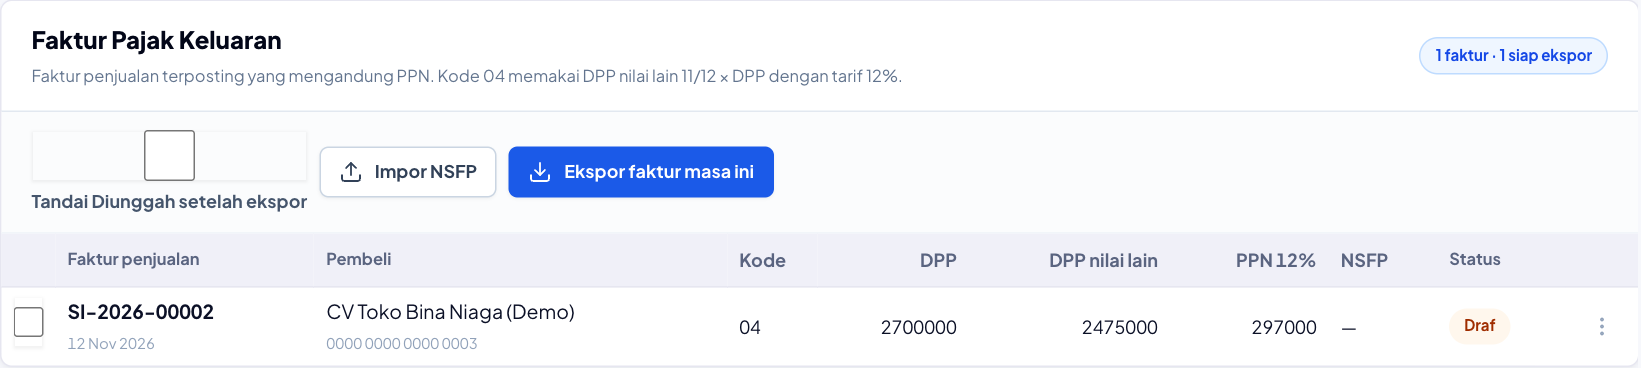 Faktur Pajak Keluaran
Faktur penjualan terposting yang mengandung PPN. Kode 04 memakai DPP nilai lain 11/12 × DPP dengan tarif 12%.
1 faktur · 1 siap ekspor
Tandai Diunggah setelah ekspor
Impor NSFP
Ekspor faktur masa ini
Faktur penjualan Pembeli Kode DPP DPP nilai lain PPN 12% NSFP Status
SI-2026-00002 CV Toko Bina Niaga (Demo) 04 2700000 2475000 297000 — Draf
12 Nov 2026 0000 0000 0000 0003